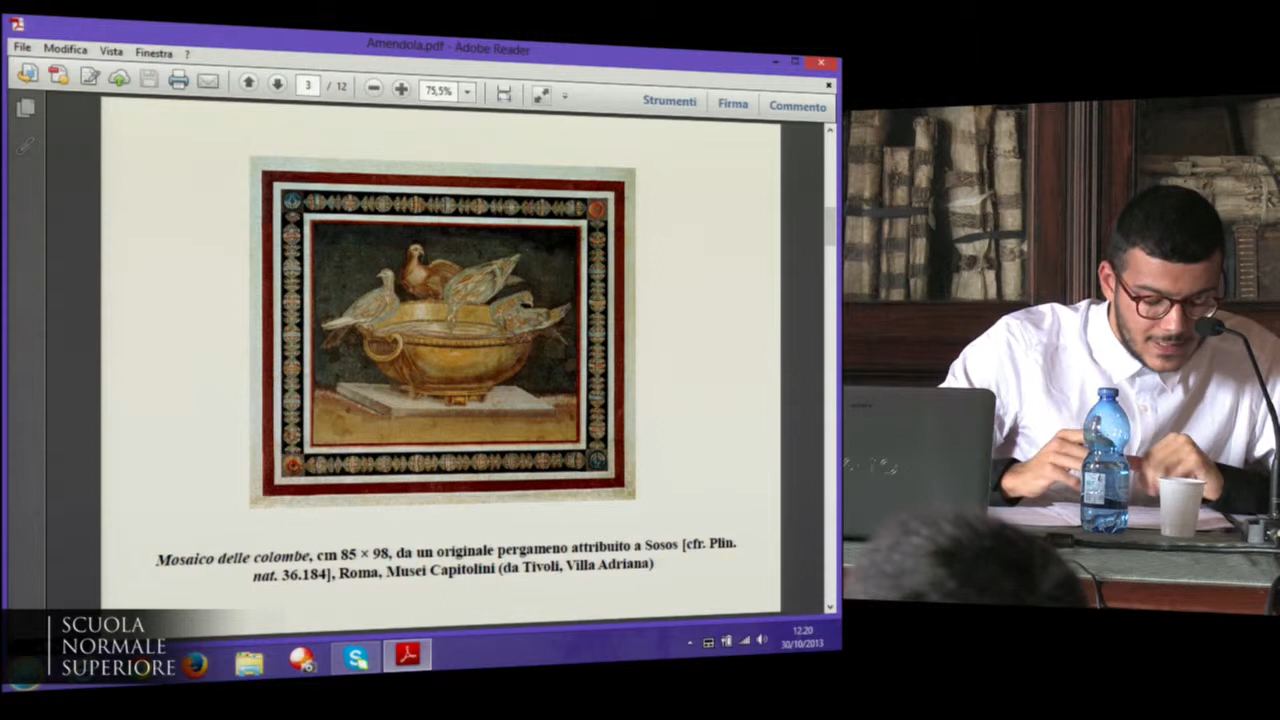 Amendola.pdf - Adobe Reader
File Modifica Vista Finestra ?
3 / 12 75,5% Strumenti Firma Commento
Mosaico delle colombe, cm 85 × 98, da un originale pergameno attribuito a Sosos [cfr. Plin.
nat. 36.184], Roma, Musei Capitolini (da Tivoli, Villa Adriana)
SCUOLA
NORMALE
SUPERIORE
12.20
30/10/2013